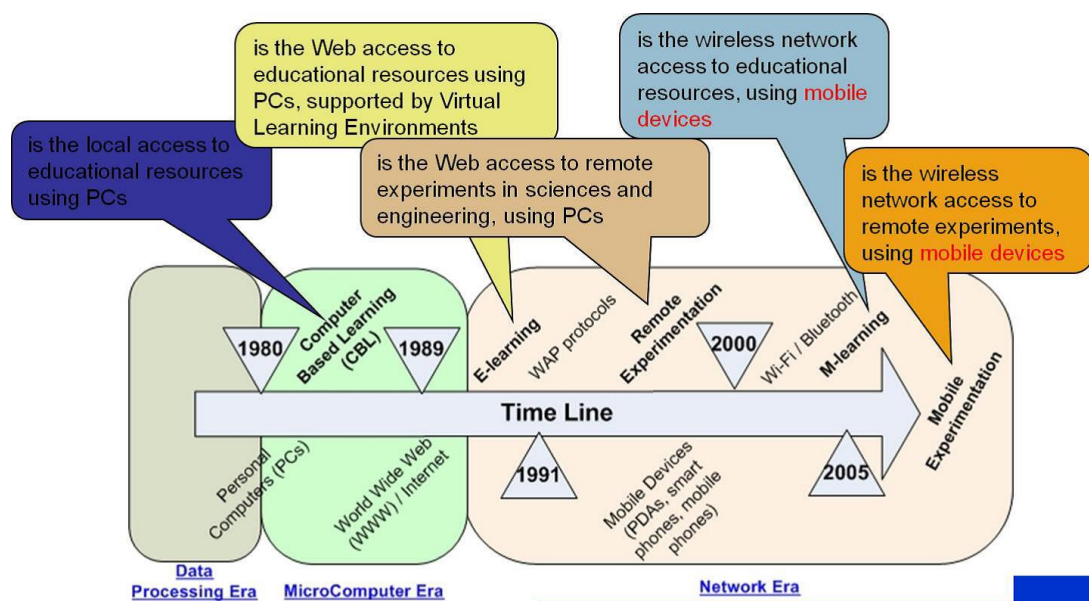 is the Web access to
educational resources using
PCs, supported by Virtual
Learning Environments
is the wireless network
access to educational
resources, using mobile
devices
is the local access to
educational resources
using PCs
is the Web access to remote
experiments in sciences and
engineering, using PCs
is the wireless
network access to
remote experiments,
using mobile devices
1980
Computer
Based Learning
(CBL)
1989
E-learning
WAP protocols
Remote
Experimentation
2000
Wi-Fi / Bluetooth
M-learning
Mobile
Experimentation
Time Line
Personal
Computers (PCs)
World Wide Web
(WWW) / Internet
1991
Mobile Devices
(PDAs, smart
phones, mobile
phones)
2005
Data
Processing Era
MicroComputer Era
Network Era